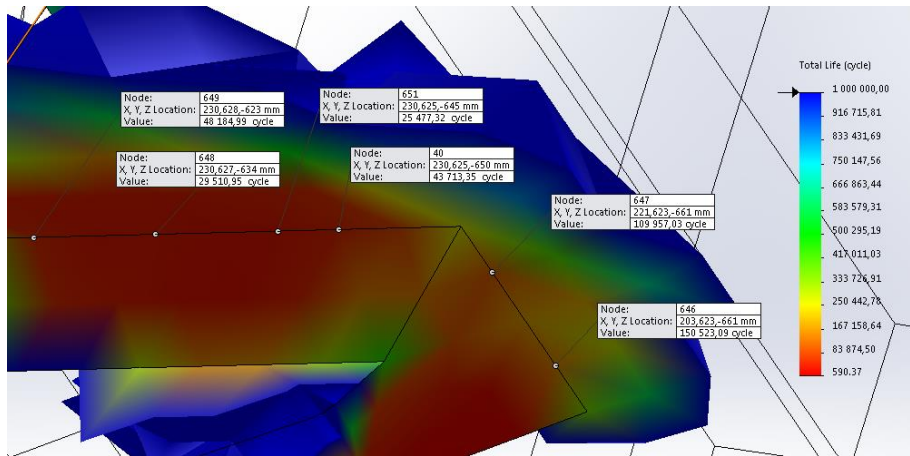 Node: 649
X, Y, Z Location: 230,628,-623 mm
Value: 48 184,99 cycle
Node: 651
X, Y, Z Location: 230,625,-645 mm
Value: 25 477,32 cycle
Node: 648
X, Y, Z Location: 230,627,-634 mm
Value: 29 510,95 cycle
Node: 40
X, Y, Z Location: 230,625,-650 mm
Value: 43 713,35 cycle
Node: 647
X, Y, Z Location: 221,623,-661 mm
Value: 109 957,03 cycle
Node: 646
X, Y, Z Location: 203,623,-661 mm
Value: 150 523,09 cycle
Total Life (cycle)
1 000 000,00
916 715,81
833 431,69
750 147,56
666 863,44
583 579,31
500 295,19
417 011,03
333 726,91
250 442,78
167 158,64
83 874,50
590,37